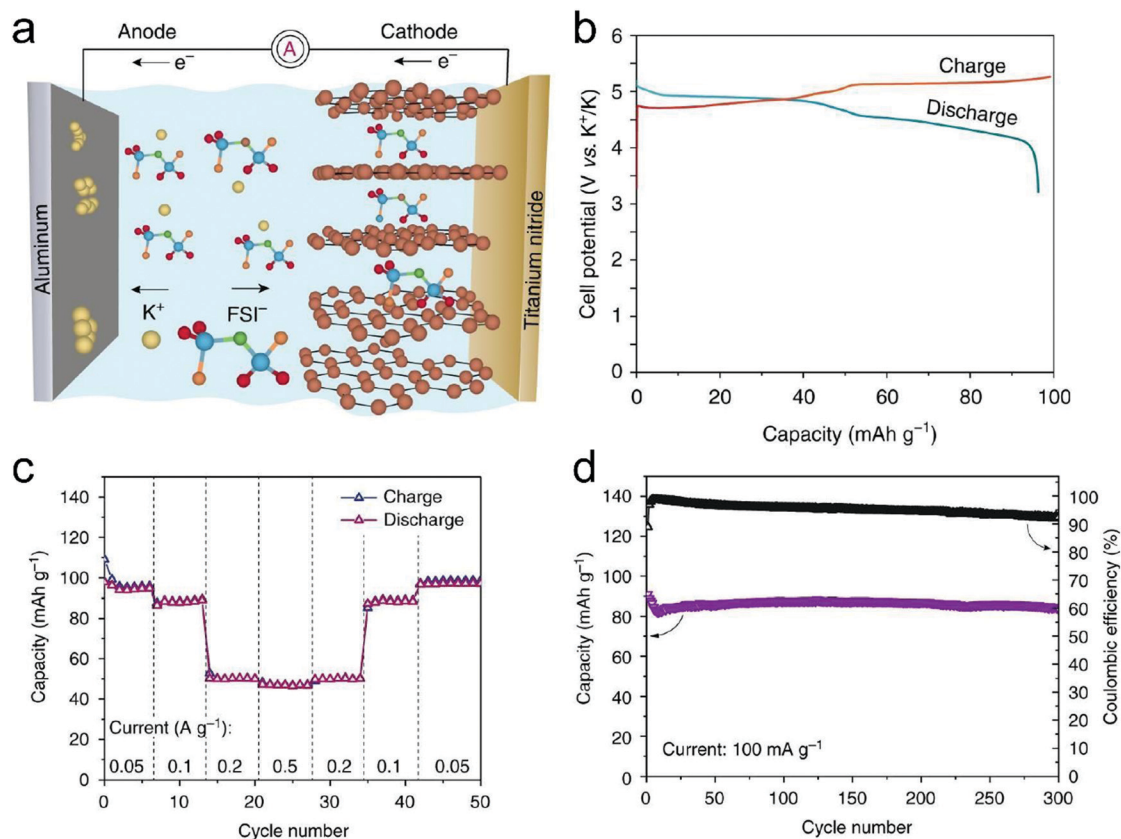 a
Anode
A
Cathode
e⁻
e⁻
Aluminum
K⁺
FSI⁻
Titanium nitride
b
Cell potential (V vs. K⁺/K)
6
5
4
3
2
1
0
Charge
Discharge
0 20 40 60 80 100
Capacity (mAh g⁻¹)
c
Capacity (mAh g⁻¹)
140
120
100
80
60
40
20
0
Charge
Discharge
Current (A g⁻¹):
0.05 0.1 0.2 0.5 0.2 0.1 0.05
0 10 20 30 40 50
Cycle number
d
Capacity (mAh g⁻¹)
140
120
100
80
60
40
20
0
100
90
80
70
60
50
40
30
20
10
0
Coulombic efficiency (%)
Current: 100 mA g⁻¹
0 50 100 150 200 250 300
Cycle number